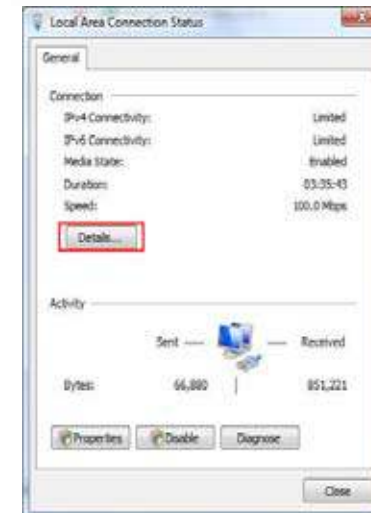 Local Area Connection Status
General
Connection
IPv4 Connectivity: Limited
IPv6 Connectivity: Limited
Media State: Enabled
Duration: 03:35:43
Speed: 100.0 Mbps
Details...
Activity
Sent Received
Bytes: 66,880 851,221
Properties Disable Diagnose
Close